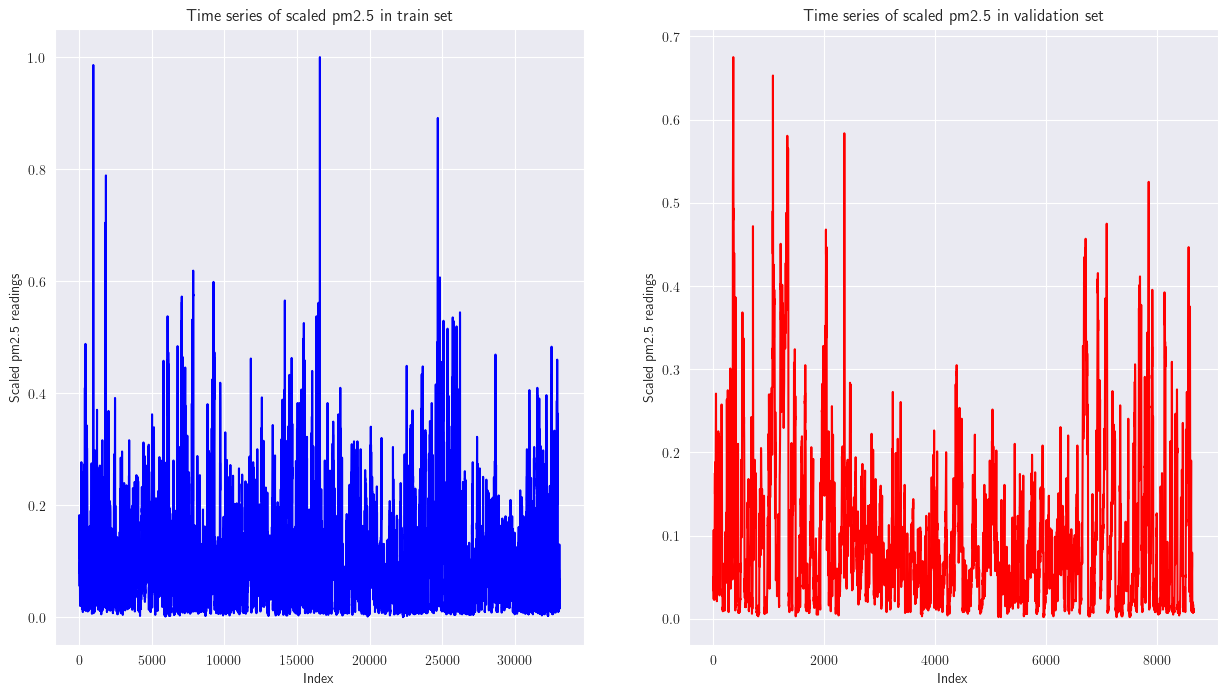 Time series of scaled pm2.5 in train set
Scaled pm2.5 readings
1.0
0.8
0.6
0.4
0.2
0.0
0 5000 10000 15000 20000 25000 30000
Index
Time series of scaled pm2.5 in validation set
Scaled pm2.5 readings
0.7
0.6
0.5
0.4
0.3
0.2
0.1
0.0
0 2000 4000 6000 8000
Index